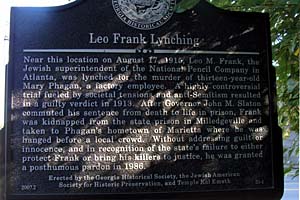 Leo Frank Lynching
Near this location on August 17, 1915, Leo M. Frank, the
Jewish superintendent of the National Pencil Company in
Atlanta, was lynched for the murder of thirteen-year-old
Mary Phagan, a factory employee. A highly controversial
trial fueled by societal tensions and anti-Semitism resulted
in a guilty verdict in 1913. After Governor John M. Slaton
commuted his sentence from death to life in prison, Frank
was kidnapped from the state prison in Milledgeville and
taken to Phagan's hometown of Marietta where he was
hanged before a local crowd. Without addressing guilt or
innocence, and in recognition of the state's failure to either
protect Frank or bring his killers to justice, he was granted
a posthumous pardon in 1986.
Erected by the Georgia Historical Society, the Jewish American
Society for Historic Preservation, and Temple Kol Emeth
2007.2